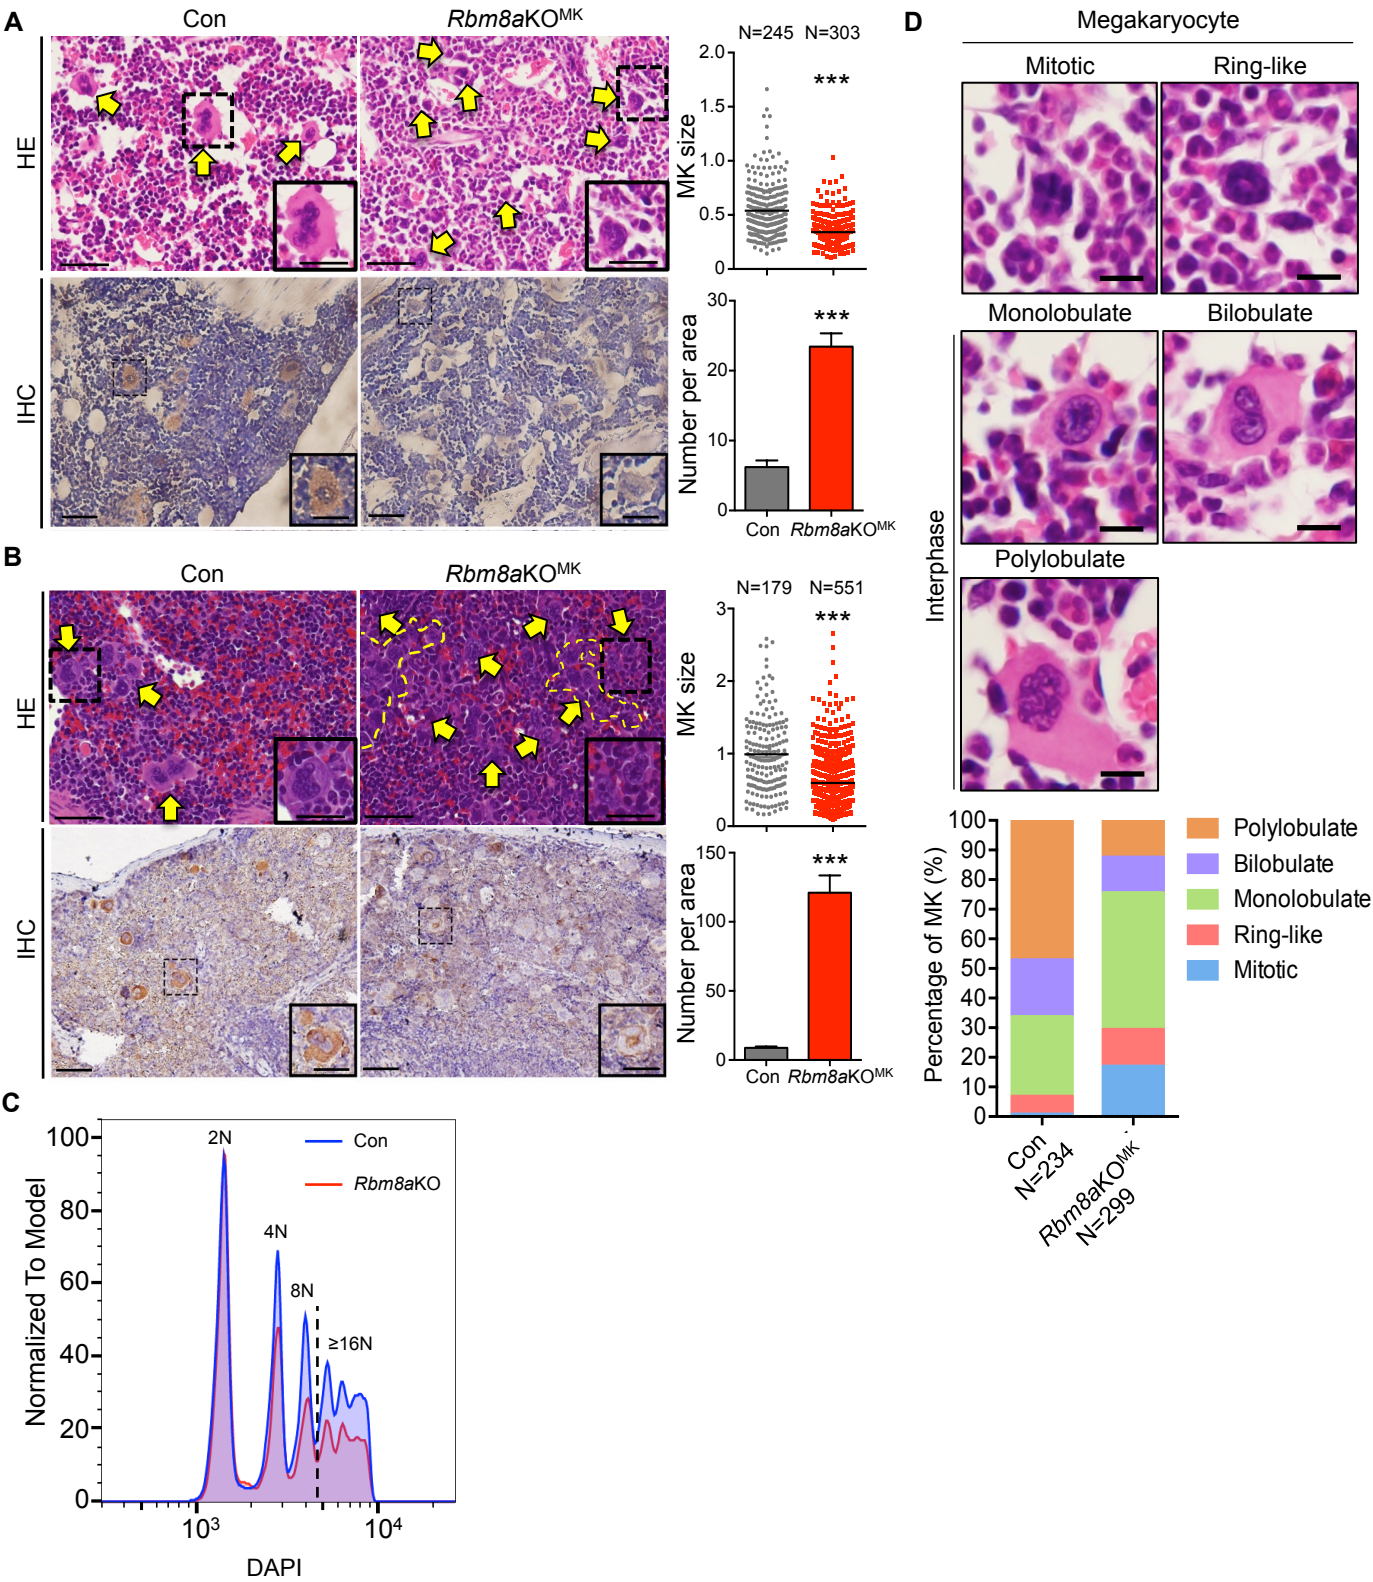 A
Con
Rbm8aKOMK
HE
IHC
N=245 N=303
***
MK size
2.0
1.5
1.0
0.5
0
***
Number per area
30
20
10
0
Con Rbm8aKOMK
B
Con
Rbm8aKOMK
HE
IHC
N=179 N=551
***
MK size
3
2
1
0
***
Number per area
150
100
50
0
Con Rbm8aKOMK
C
Normalized To Model
100
80
60
40
20
0
2N
4N
8N
≥16N
Con
Rbm8aKO
10³ 10⁴
DAPI
D
Megakaryocyte
Mitotic Ring-like
Monolobulate Bilobulate
Interphase
Polylobulate
Percentage of MK (%)
100
90
80
70
60
50
40
30
20
10
0
Polylobulate
Bilobulate
Monolobulate
Ring-like
Mitotic
Con
N=234
Rbm8aKOMK
N=299